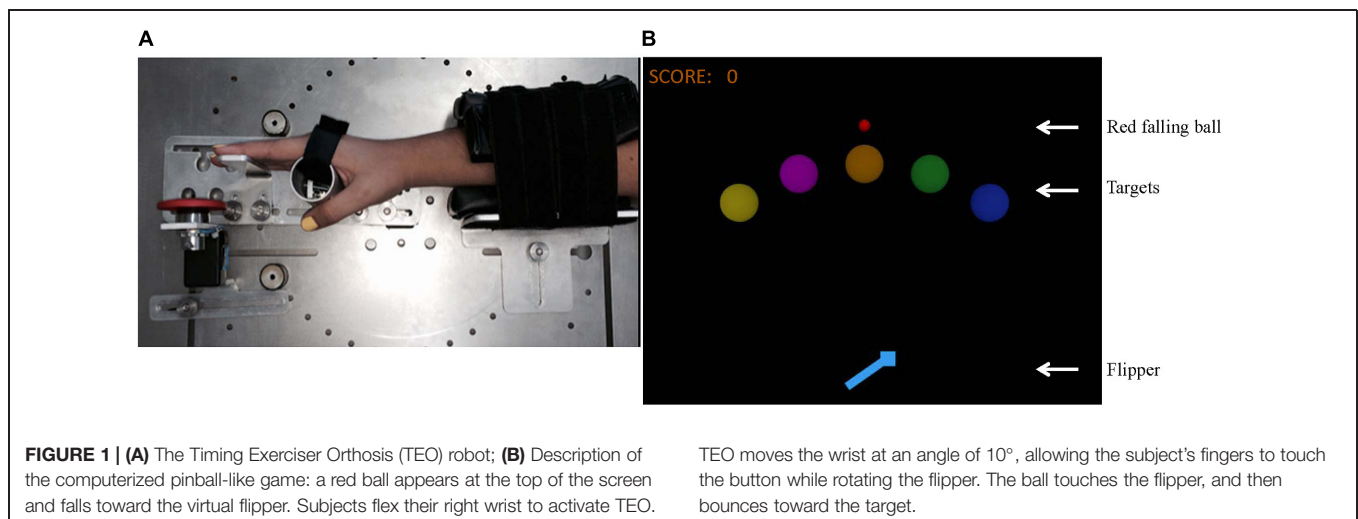 A
B
SCORE: 0
Red falling ball
Targets
Flipper
FIGURE 1 | (A) The Timing Exerciser Orthosis (TEO) robot; (B) Description of
the computerized pinball-like game: a red ball appears at the top of the screen
and falls toward the virtual flipper. Subjects flex their right wrist to activate TEO.
TEO moves the wrist at an angle of 10°, allowing the subject's fingers to touch
the button while rotating the flipper. The ball touches the flipper, and then
bounces toward the target.